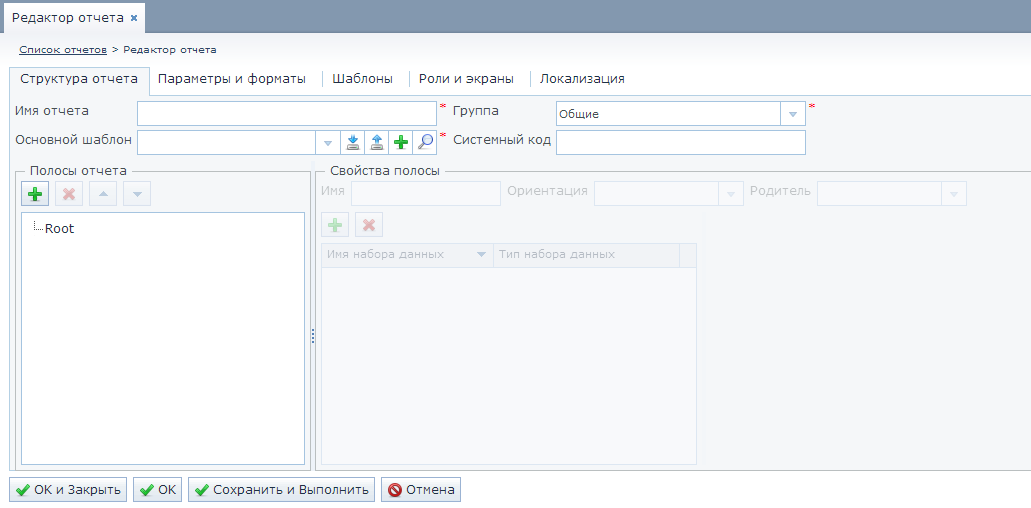 Редактор отчета ×
Список отчетов > Редактор отчета
Структура отчета Параметры и форматы Шаблоны Роли и экраны Локализация
Имя отчета * Группа Общие *
Основной шаблон * Системный код
Полосы отчета Свойства полосы
Имя Ориентация Родитель
Root
Имя набора данных Тип набора данных
OK и Закрыть OK Сохранить и Выполнить Отмена